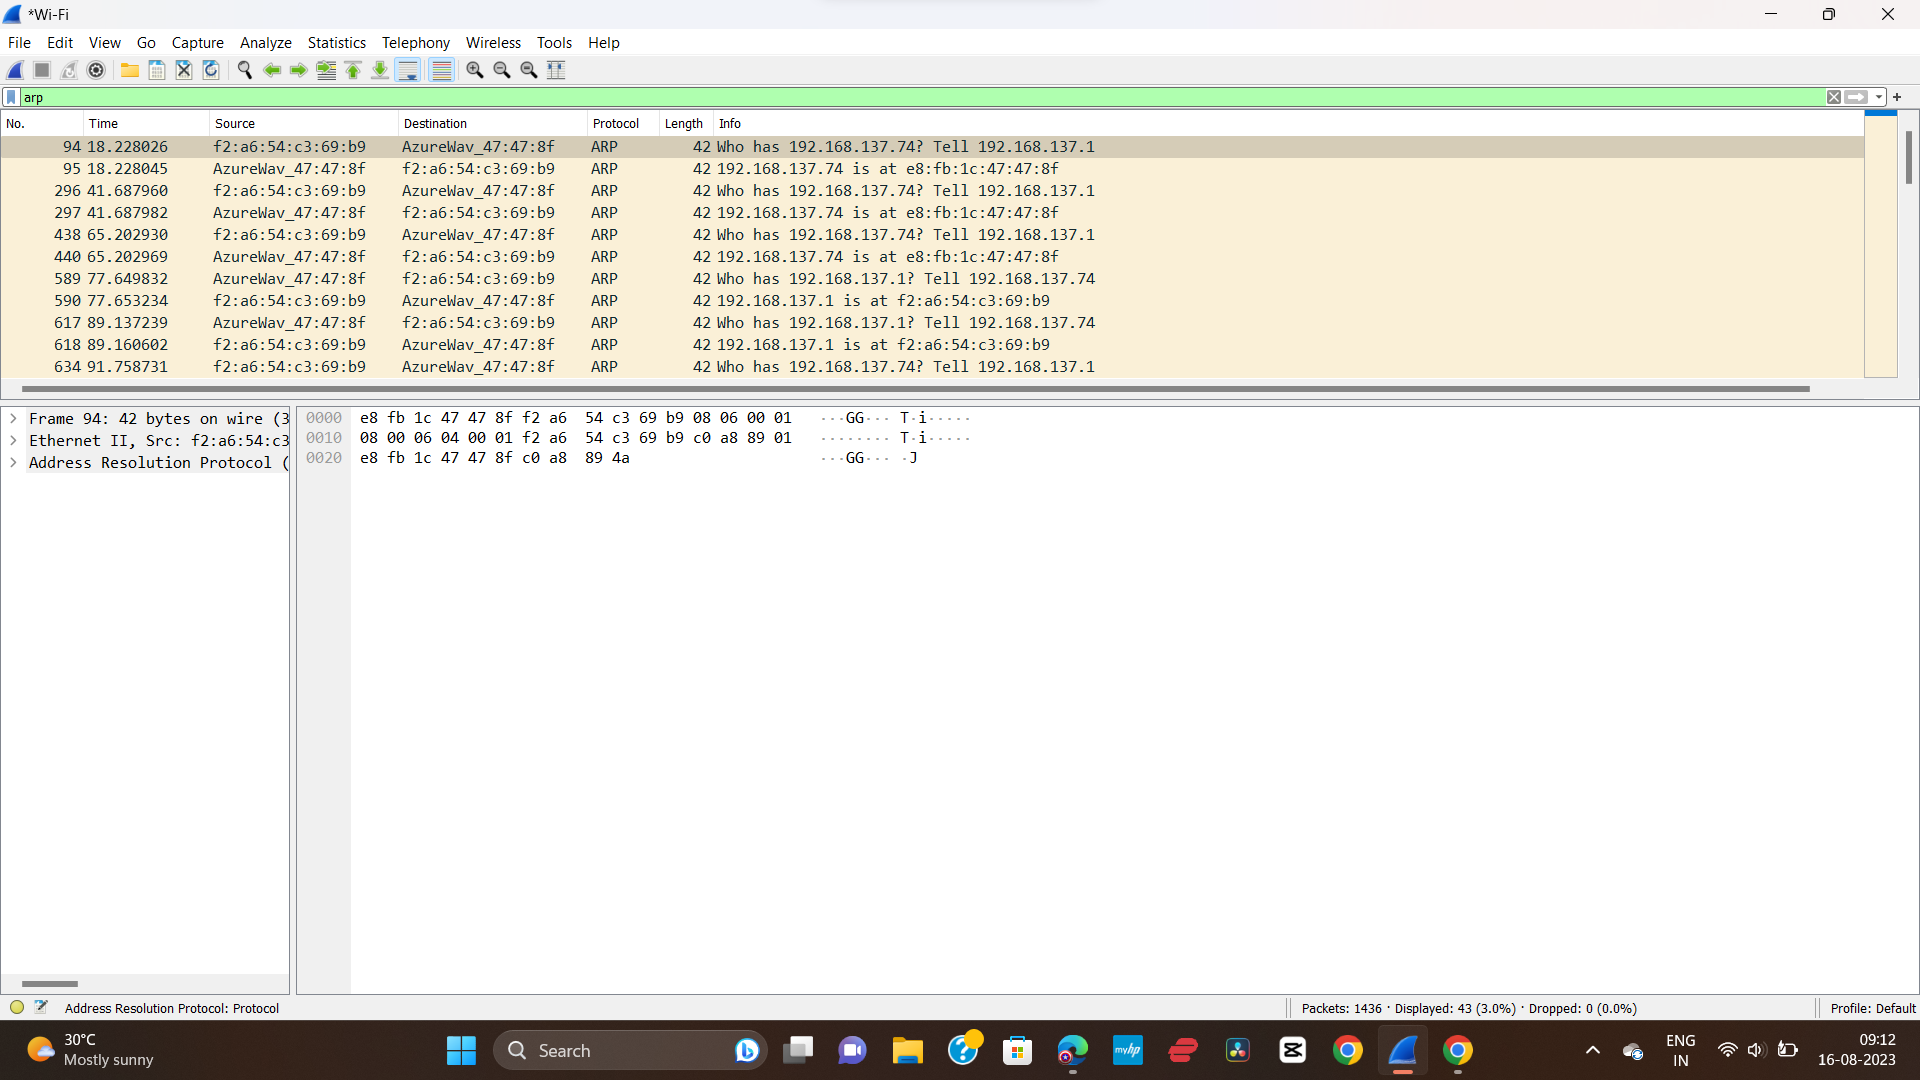 *Wi-Fi
File Edit View Go Capture Analyze Statistics Telephony Wireless Tools Help
arp
No. Time Source Destination Protocol Length Info
94 18.228026 f2:a6:54:c3:69:b9 AzureWav_47:47:8f ARP 42 Who has 192.168.137.74? Tell 192.168.137.1
95 18.228045 AzureWav_47:47:8f f2:a6:54:c3:69:b9 ARP 42 192.168.137.74 is at e8:fb:1c:47:47:8f
296 41.687960 f2:a6:54:c3:69:b9 AzureWav_47:47:8f ARP 42 Who has 192.168.137.74? Tell 192.168.137.1
297 41.687982 AzureWav_47:47:8f f2:a6:54:c3:69:b9 ARP 42 192.168.137.74 is at e8:fb:1c:47:47:8f
438 65.202930 f2:a6:54:c3:69:b9 AzureWav_47:47:8f ARP 42 Who has 192.168.137.74? Tell 192.168.137.1
440 65.202969 AzureWav_47:47:8f f2:a6:54:c3:69:b9 ARP 42 192.168.137.74 is at e8:fb:1c:47:47:8f
589 77.649832 AzureWav_47:47:8f f2:a6:54:c3:69:b9 ARP 42 Who has 192.168.137.1? Tell 192.168.137.74
590 77.653234 f2:a6:54:c3:69:b9 AzureWav_47:47:8f ARP 42 192.168.137.1 is at f2:a6:54:c3:69:b9
617 89.137239 AzureWav_47:47:8f f2:a6:54:c3:69:b9 ARP 42 Who has 192.168.137.1? Tell 192.168.137.74
618 89.160602 f2:a6:54:c3:69:b9 AzureWav_47:47:8f ARP 42 192.168.137.1 is at f2:a6:54:c3:69:b9
634 91.758731 f2:a6:54:c3:69:b9 AzureWav_47:47:8f ARP 42 Who has 192.168.137.74? Tell 192.168.137.1
Frame 94: 42 bytes on wire (3
Ethernet II, Src: f2:a6:54:c3
Address Resolution Protocol (
0000 e8 fb 1c 47 47 8f f2 a6 54 c3 69 b9 08 06 00 01 ···GG··· T·i·····
0010 08 00 06 04 00 01 f2 a6 54 c3 69 b9 c0 a8 89 01 ········ T·i·····
0020 e8 fb 1c 47 47 8f c0 a8 89 4a ···GG··· ·J
Address Resolution Protocol: Protocol
Packets: 1436 · Displayed: 43 (3.0%) · Dropped: 0 (0.0%)
Profile: Default
30°C
Mostly sunny
Search
myhp
ENG
IN
09:12
16-08-2023